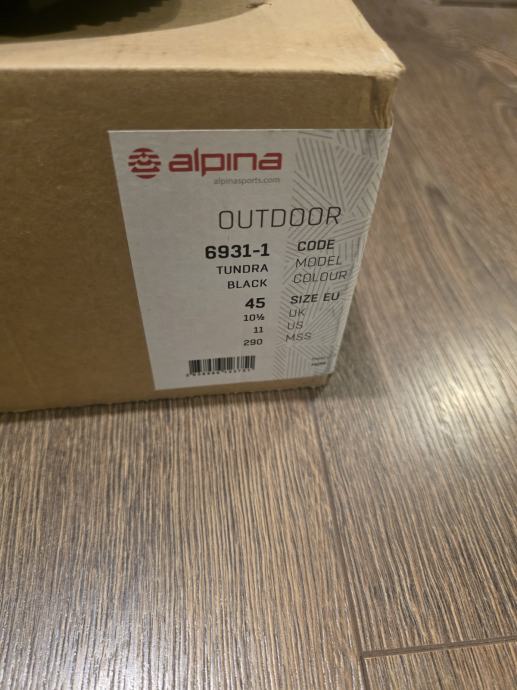 alpina
alpinasports.com
OUTDOOR
6931-1 CODE
TUNDRA MODEL
BLACK COLOUR
45 SIZE EU
10½ UK
11 US
290 MSS